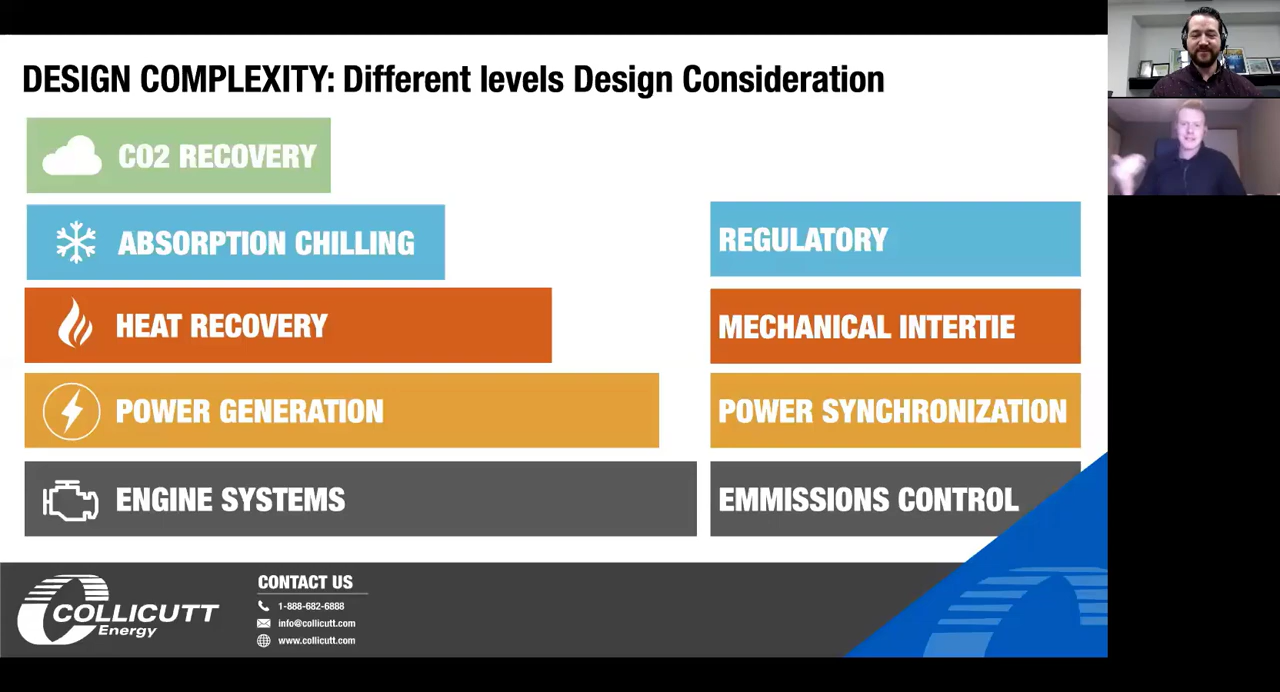 DESIGN COMPLEXITY: Different levels Design Consideration
CO2 RECOVERY
ABSORPTION CHILLING
REGULATORY
HEAT RECOVERY
MECHANICAL INTERTIE
POWER GENERATION
POWER SYNCHRONIZATION
ENGINE SYSTEMS
EMMISSIONS CONTROL
COLLICUTT
Energy
CONTACT US
1-888-682-6888
info@collicutt.com
www.collicutt.com